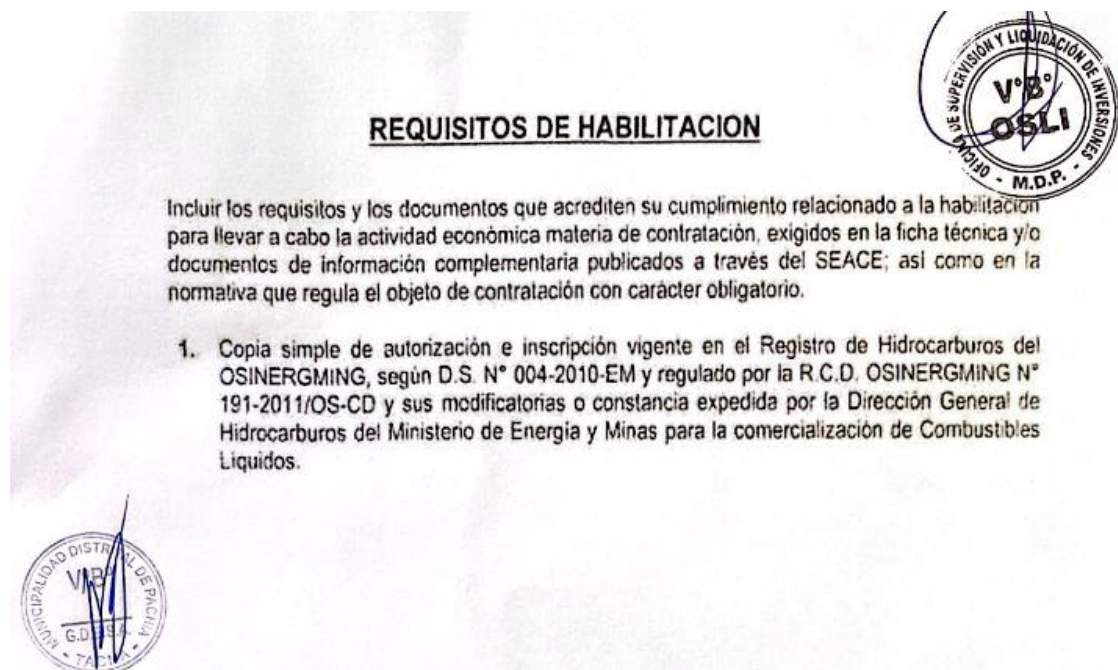 OFICINA DE SUPERVISIÓN Y LIQUIDACIÓN DE INVERSIONES
V°B°
OSLI
- M.D.P. -
REQUISITOS DE HABILITACION
Incluir los requisitos y los documentos que acrediten su cumplimiento relacionado a la habilitación
para llevar a cabo la actividad económica materia de contratación, exigidos en la ficha técnica y/o
documentos de información complementaria publicados a través del SEACE; así como en la
normativa que regula el objeto de contratación con carácter obligatorio.
1. Copia simple de autorización e inscripción vigente en el Registro de Hidrocarburos del
OSINERGMING, según D.S. N° 004-2010-EM y regulado por la R.C.D. OSINERGMING N°
191-2011/OS-CD y sus modificatorias o constancia expedida por la Dirección General de
Hidrocarburos del Ministerio de Energía y Minas para la comercialización de Combustibles
Liquidos.
MUNICIPALIDAD DISTRITAL DE PACHIA
V°B°
- TACNA -